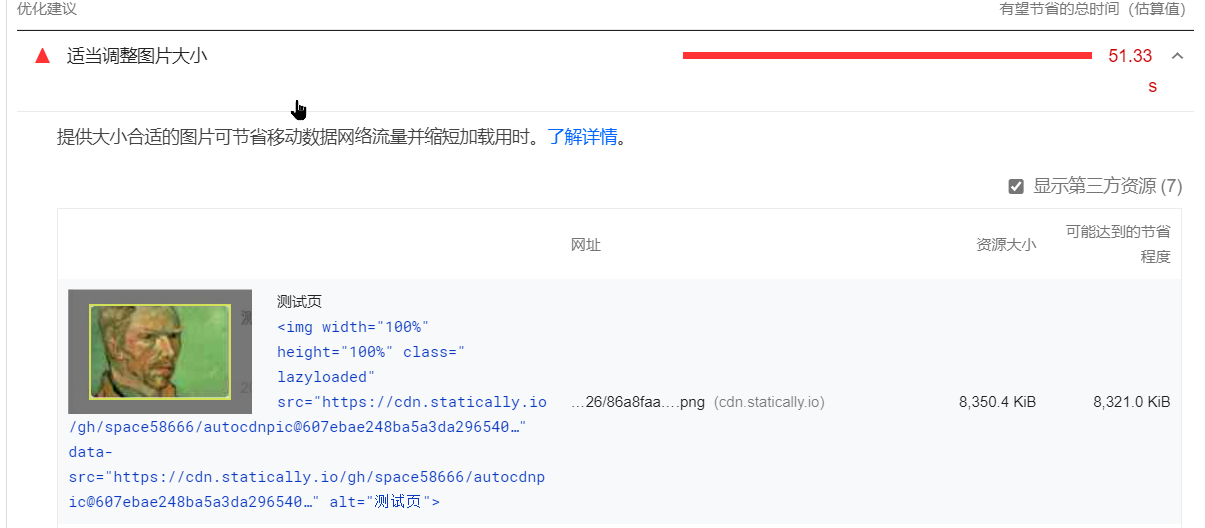 优化建议 有望节省的总时间（估算值）
适当调整图片大小 51.33
s
提供大小合适的图片可节省移动数据网络流量并缩短加载用时。了解详情。
显示第三方资源 (7)
网址 资源大小 可能达到的节省
程度
测试页
<img width="100%"
height="100%" class="
lazyloaded"
src="https://cdn.statically.io
/gh/space58666/autocdnpic@607ebae248ba5a3da296540…"
data-
src="https://cdn.statically.io/gh/space58666/autocdnp
ic@607ebae248ba5a3da296540…" alt="测试页">
…26/86a8faa….png (cdn.statically.io) 8,350.4 KiB 8,321.0 KiB